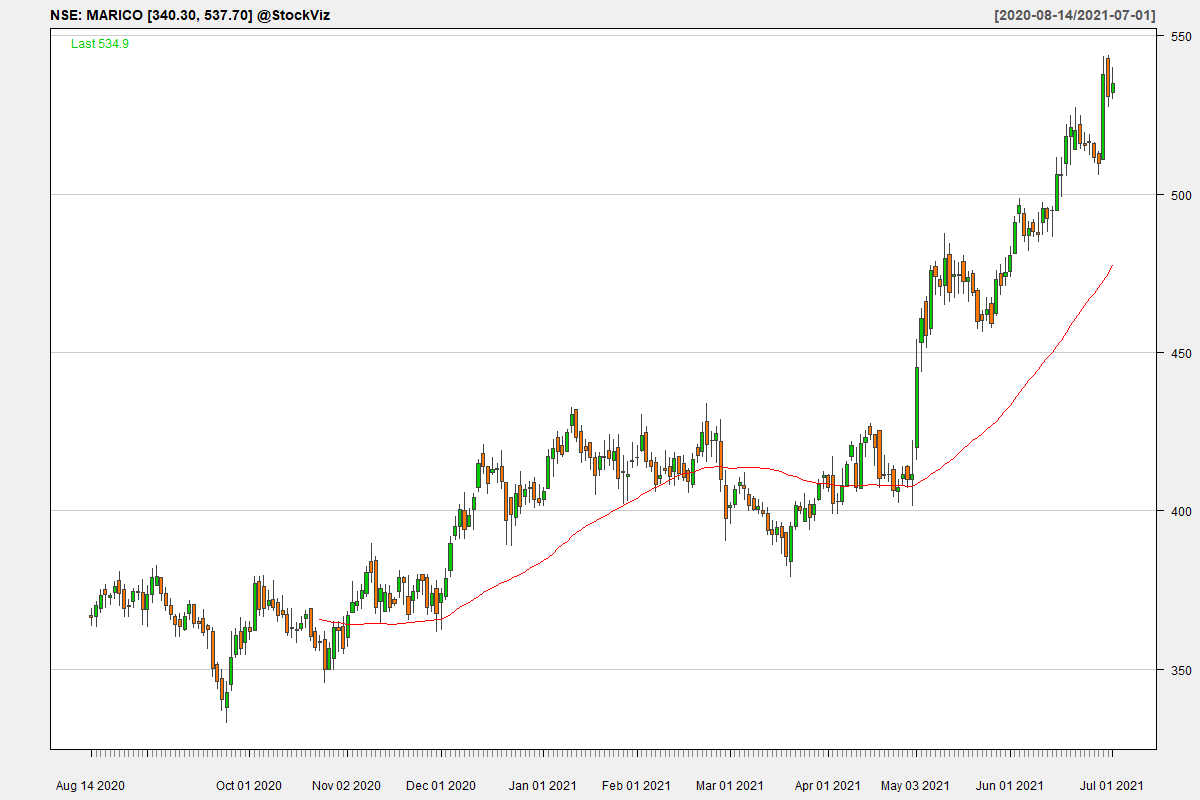 NSE: MARICO [340.30, 537.70] @StockViz [2020-08-14/2021-07-01]
Last 534.9
550
500
450
400
350
Aug 14 2020 Oct 01 2020 Nov 02 2020 Dec 01 2020 Jan 01 2021 Feb 01 2021 Mar 01 2021 Apr 01 2021 May 03 2021 Jun 01 2021 Jul 01 2021